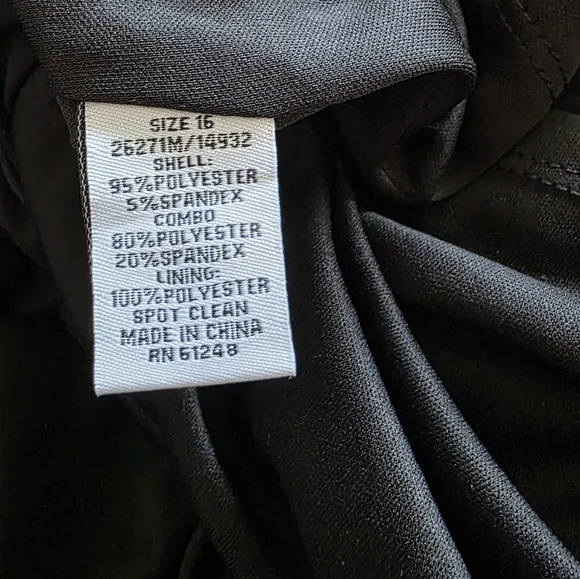 SIZE 16
26271M/14932
SHELL:
95%POLYESTER
5%SPANDEX
COMBO
80%POLYESTER
20%SPANDEX
LINING:
100%POLYESTER
SPOT CLEAN
MADE IN CHINA
RN 61248